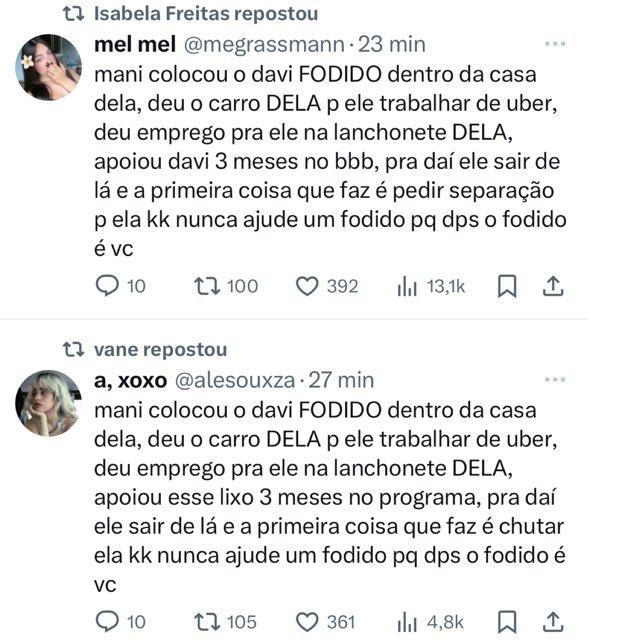 Isabela Freitas repostou
mel mel @megrassmann · 23 min
mani colocou o davi FODIDO dentro da casa
dela, deu o carro DELA p ele trabalhar de uber,
deu emprego pra ele na lanchonete DELA,
apoiou davi 3 meses no bbb, pra daí ele sair de
lá e a primeira coisa que faz é pedir separação
p ela kk nunca ajude um fodido pq dps o fodido
é vc
10 100 392 13,1k
vane repostou
a, xoxo @alesouxza · 27 min
mani colocou o davi FODIDO dentro da casa
dela, deu o carro DELA p ele trabalhar de uber,
deu emprego pra ele na lanchonete DELA,
apoiou esse lixo 3 meses no programa, pra daí
ele sair de lá e a primeira coisa que faz é chutar
ela kk nunca ajude um fodido pq dps o fodido é
vc
10 105 361 4,8k